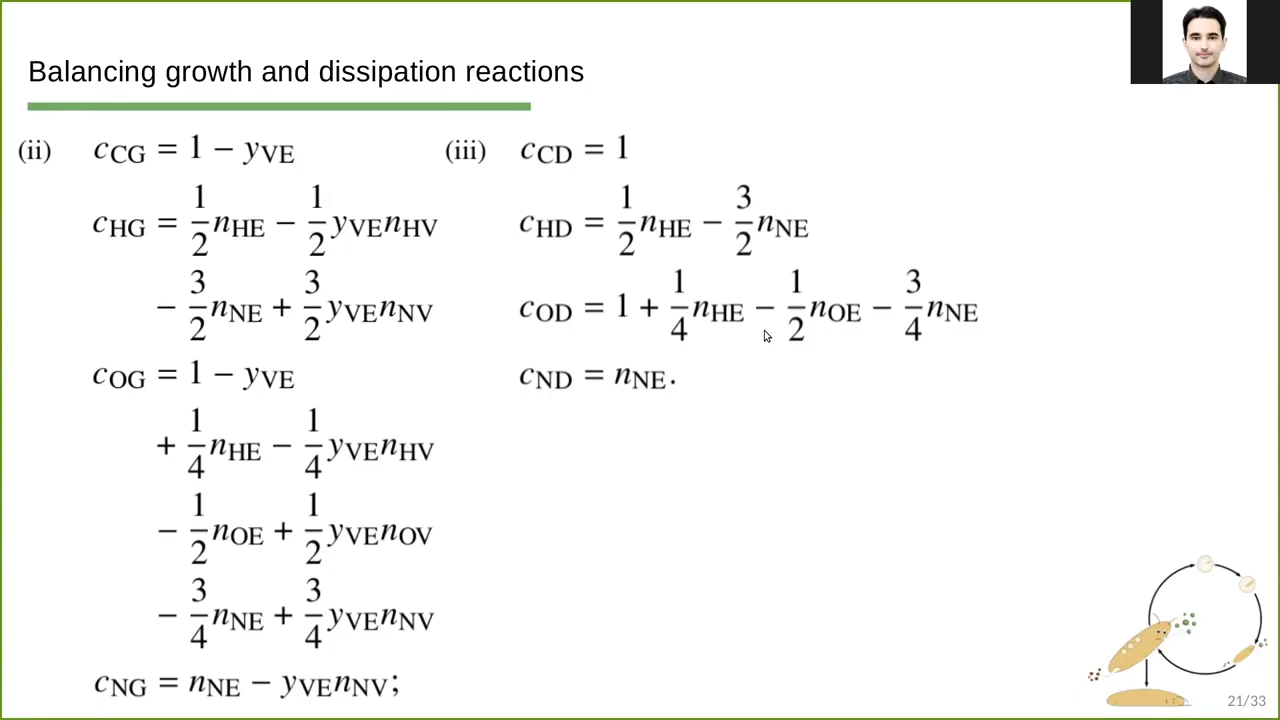 Balancing growth and dissipation reactions
(ii) c_CG = 1 − y_VE
c_HG = 1/2 n_HE − 1/2 y_VE n_HV
− 3/2 n_NE + 3/2 y_VE n_NV
c_OG = 1 − y_VE
+ 1/4 n_HE − 1/4 y_VE n_HV
− 1/2 n_OE + 1/2 y_VE n_OV
− 3/4 n_NE + 3/4 y_VE n_NV
c_NG = n_NE − y_VE n_NV;
(iii) c_CD = 1
c_HD = 1/2 n_HE − 3/2 n_NE
c_OD = 1 + 1/4 n_HE − 1/2 n_OE − 3/4 n_NE
c_ND = n_NE.
21/33